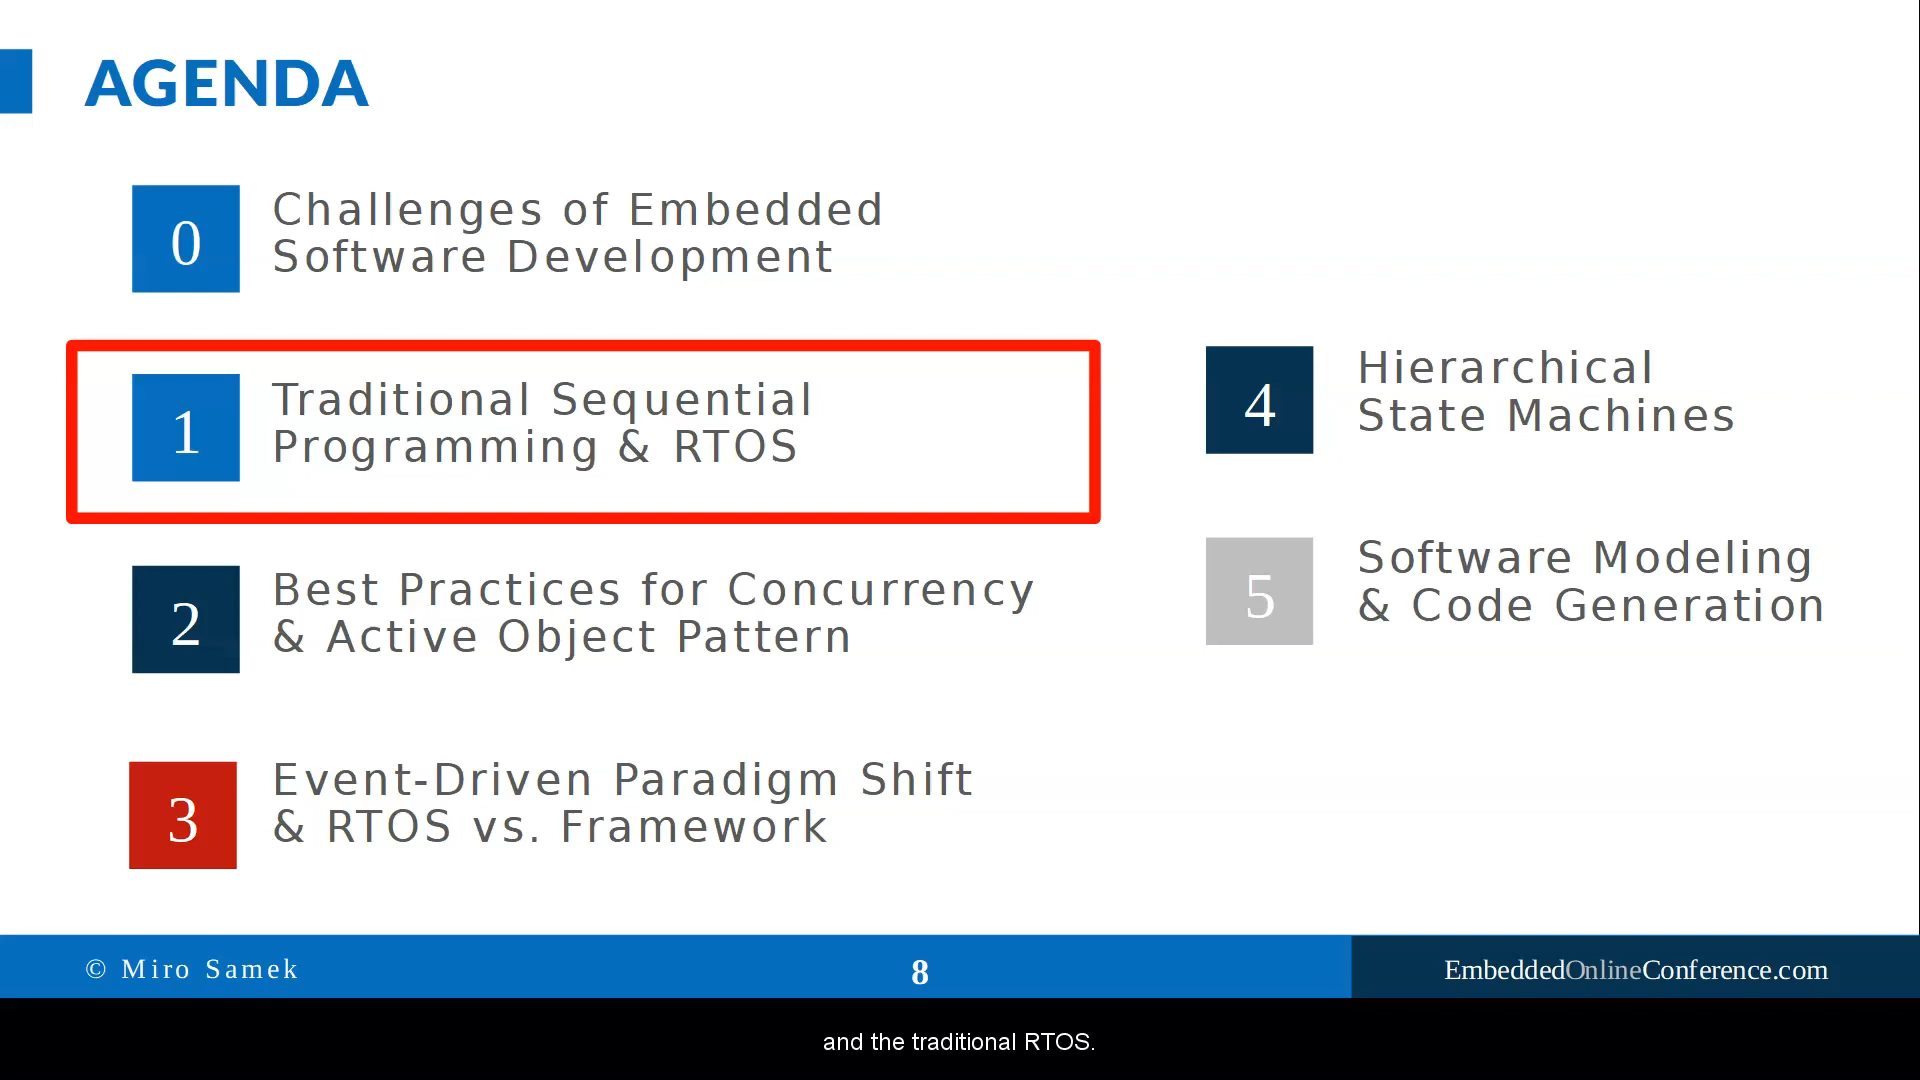 AGENDA
0
Challenges of Embedded
Software Development
1
Traditional Sequential
Programming & RTOS
2
Best Practices for Concurrency
& Active Object Pattern
3
Event-Driven Paradigm Shift
& RTOS vs. Framework
4
Hierarchical
State Machines
5
Software Modeling
& Code Generation
© Miro Samek
8
EmbeddedOnlineConference.com
and the traditional RTOS.